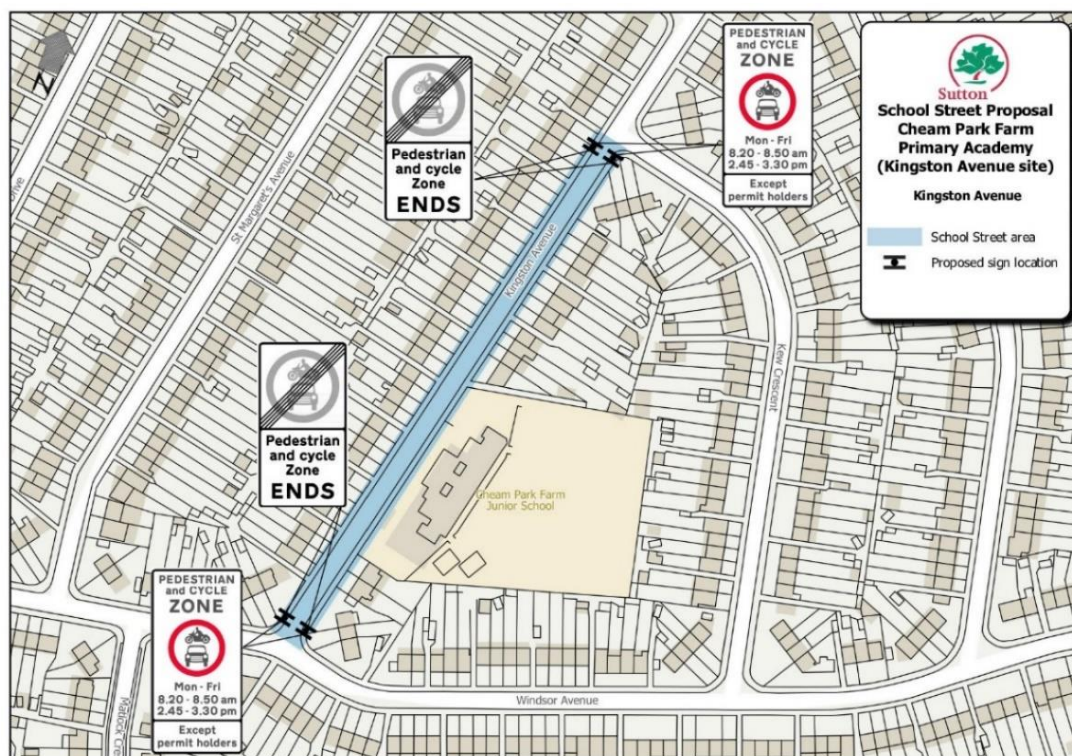 N
Drive
St Margaret's Avenue
Pedestrian
and cycle
Zone
ENDS
PEDESTRIAN
and CYCLE
ZONE
Mon - Fri
8.20 - 8.50 am
2.45 - 3.30 pm
Except
permit holders
Sutton
School Street Proposal
Cheam Park Farm
Primary Academy
(Kingston Avenue site)
Kingston Avenue
School Street area
Proposed sign location
Kingston Avenue
Kew Crescent
Pedestrian
and cycle
Zone
ENDS
Cheam Park Farm
Junior School
PEDESTRIAN
and CYCLE
ZONE
Mon - Fri
8.20 - 8.50 am
2.45 - 3.30 pm
Except
permit holders
Matlock Cre
Windsor Avenue